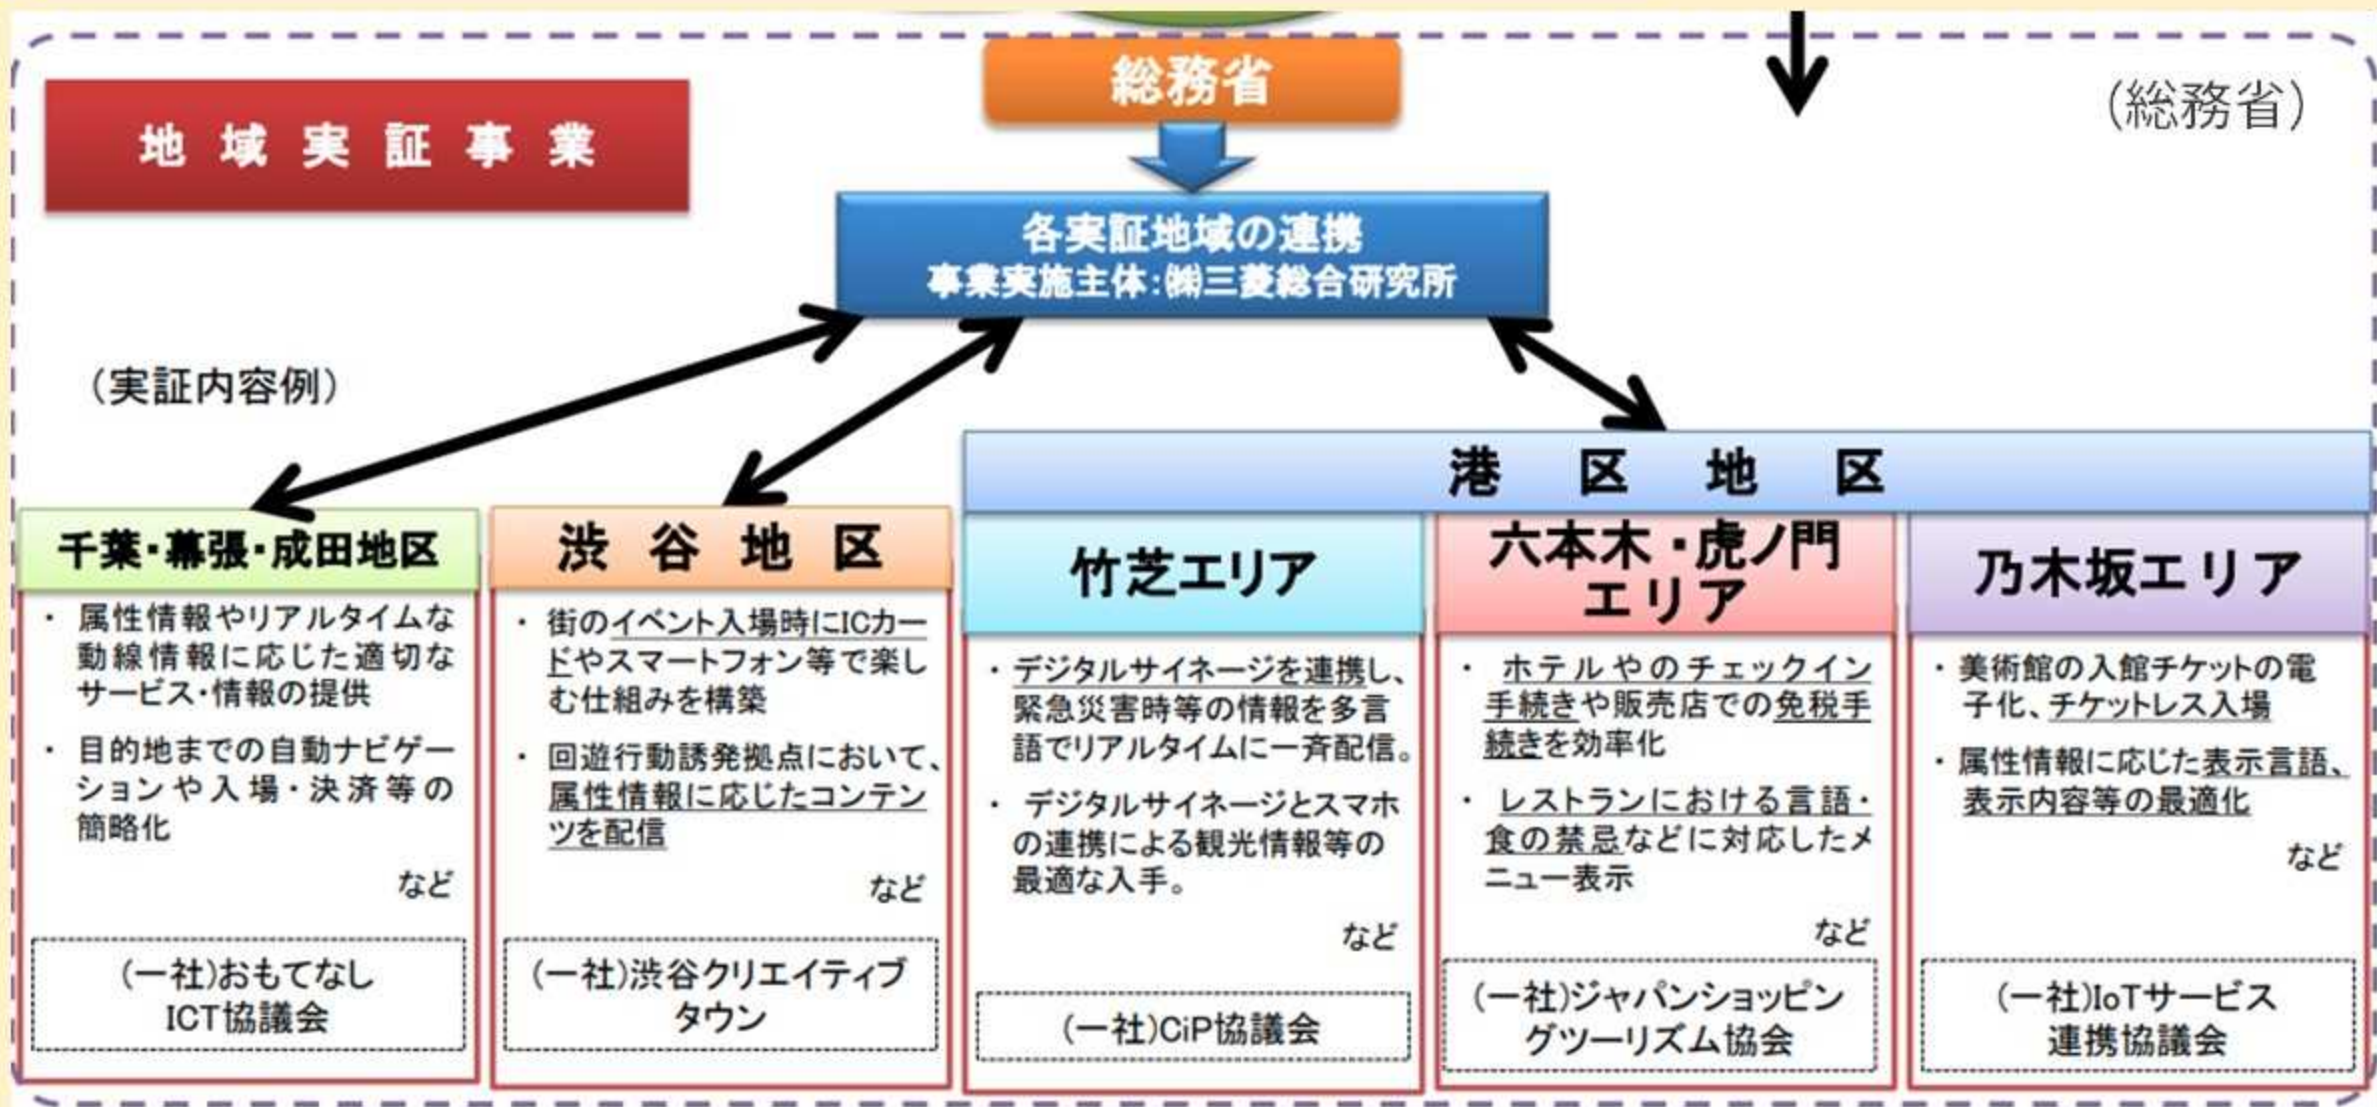 総務省
(総務省)
地域実証事業
各実証地域の連携
事業実施主体:㈱三菱総合研究所
(実証内容例)
千葉・幕張・成田地区
・ 属性情報やリアルタイムな
動線情報に応じた適切な
サービス・情報の提供
・ 目的地までの自動ナビゲー
ションや入場・決済等の
簡略化
など
(一社)おもてなし
ICT協議会
渋谷地区
・ 街のイベント入場時にICカー
ドやスマートフォン等で楽し
む仕組みを構築
・ 回遊行動誘発拠点において、
属性情報に応じたコンテン
ツを配信
など
(一社)渋谷クリエイティブ
タウン
港区地区
竹芝エリア
・デジタルサイネージを連携し、
緊急災害時等の情報を多言
語でリアルタイムに一斉配信。
・ デジタルサイネージとスマホ
の連携による観光情報等の
最適な入手。
など
(一社)CiP協議会
六本木・虎ノ門
エリア
・ ホテルやのチェックイン
手続きや販売店での免税手
続きを効率化
・ レストランにおける言語・
食の禁忌などに対応したメ
ニュー表示
など
(一社)ジャパンショッピン
グツーリズム協会
乃木坂エリア
・美術館の入館チケットの電
子化、チケットレス入場
・属性情報に応じた表示言語、
表示内容等の最適化
など
(一社)IoTサービス
連携協議会